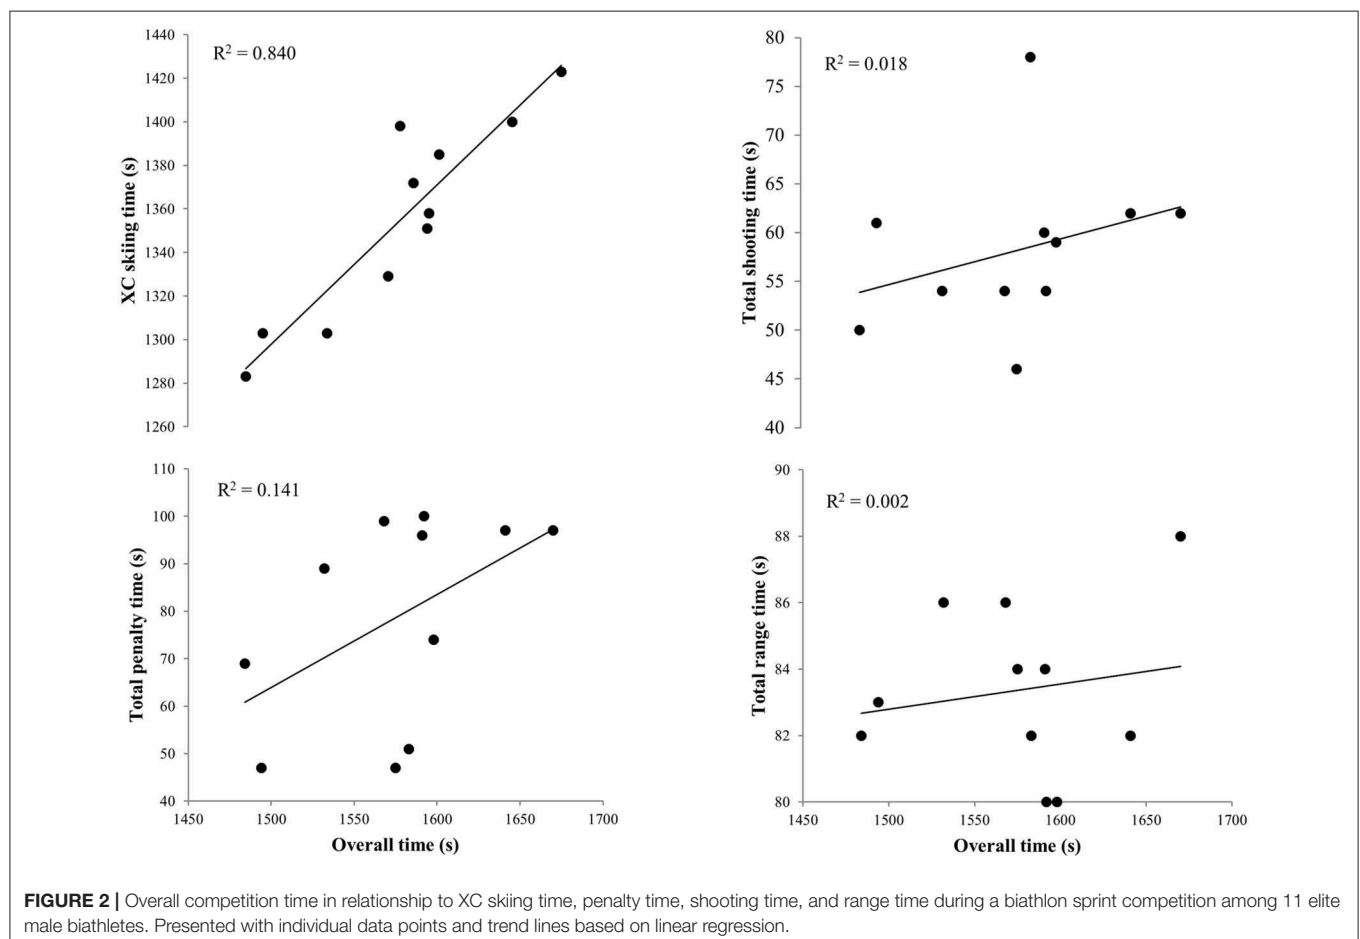 R² = 0.840
XC skiing time (s)
1440
1420
1400
1380
1360
1340
1320
1300
1280
1260
R² = 0.018
Total shooting time (s)
80
75
70
65
60
55
50
45
40
R² = 0.141
Total penalty time (s)
110
100
90
80
70
60
50
40
1450 1500 1550 1600 1650 1700
Overall time (s)
R² = 0.002
Total range time (s)
90
88
86
84
82
80
1450 1500 1550 1600 1650 1700
Overall time (s)
FIGURE 2 | Overall competition time in relationship to XC skiing time, penalty time, shooting time, and range time during a biathlon sprint competition among 11 elite
male biathletes. Presented with individual data points and trend lines based on linear regression.